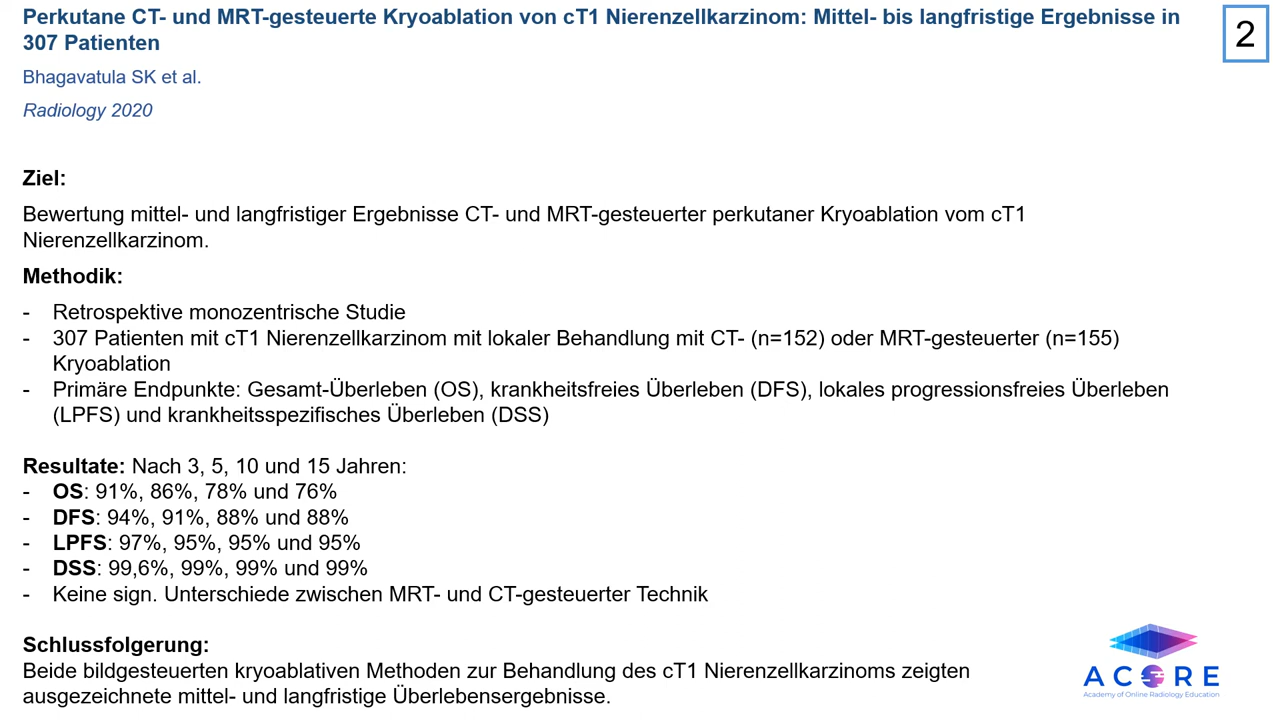 Perkutane CT- und MRT-gesteuerte Kryoablation von cT1 Nierenzellkarzinom: Mittel- bis langfristige Ergebnisse in
307 Patienten
2
Bhagavatula SK et al.
Radiology 2020
Ziel:
Bewertung mittel- und langfristiger Ergebnisse CT- und MRT-gesteuerter perkutaner Kryoablation vom cT1
Nierenzellkarzinom.
Methodik:
- Retrospektive monozentrische Studie
- 307 Patienten mit cT1 Nierenzellkarzinom mit lokaler Behandlung mit CT- (n=152) oder MRT-gesteuerter (n=155)
Kryoablation
- Primäre Endpunkte: Gesamt-Überleben (OS), krankheitsfreies Überleben (DFS), lokales progressionsfreies Überleben
(LPFS) und krankheitsspezifisches Überleben (DSS)
Resultate: Nach 3, 5, 10 und 15 Jahren:
- OS: 91%, 86%, 78% und 76%
- DFS: 94%, 91%, 88% und 88%
- LPFS: 97%, 95%, 95% und 95%
- DSS: 99,6%, 99%, 99% und 99%
- Keine sign. Unterschiede zwischen MRT- und CT-gesteuerter Technik
Schlussfolgerung:
Beide bildgesteuerten kryoablativen Methoden zur Behandlung des cT1 Nierenzellkarzinoms zeigten
ausgezeichnete mittel- und langfristige Überlebensergebnisse.
ACORE
Academy of Online Radiology Education